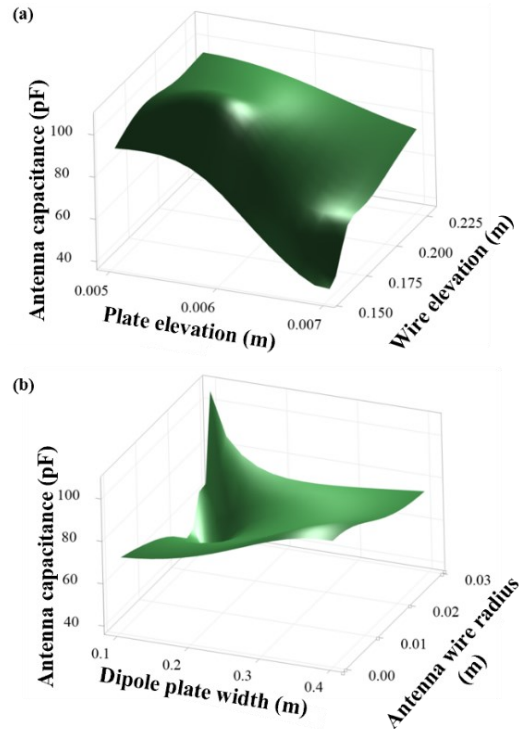 (a)
Antenna capacitance (pF)
100
80
60
40
0.005
0.006
0.007
Plate elevation (m)
0.150
0.175
0.200
0.225
Wire elevation (m)
(b)
Antenna capacitance (pF)
100
80
60
40
0.1
0.2
0.3
0.4
Dipole plate width (m)
0.00
0.01
0.02
0.03
Antenna wire radius
(m)